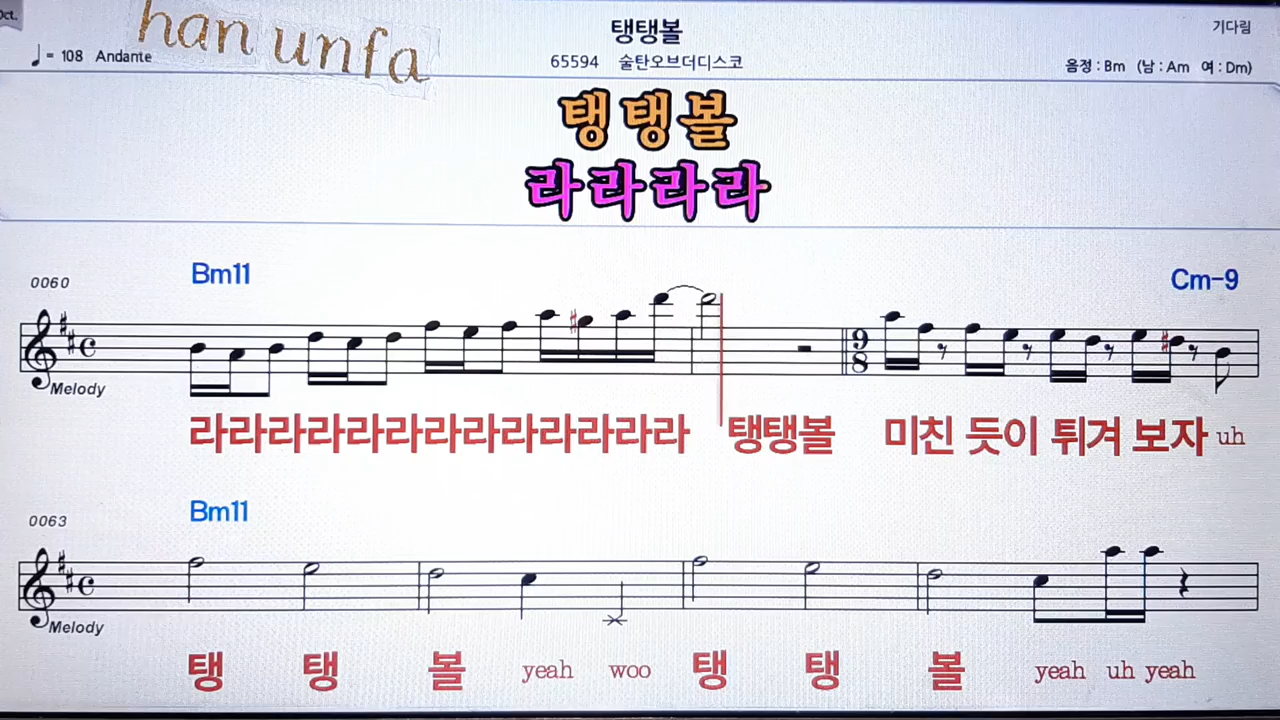 Oct.
han unfa
탱탱볼
기다림
♩= 108 Andante
65594 술탄오브더디스코
음정 : Bm (남 : Am 여 : Dm)
탱탱볼
라라라라
0060 Bm11 Cm-9
9
8
Melody
라라라라라라라라라라라라라 탱탱볼 미친 듯이 튀겨 보자 uh
0063 Bm11
Melody
탱 탱 볼 yeah woo 탱 탱 볼 yeah uh yeah